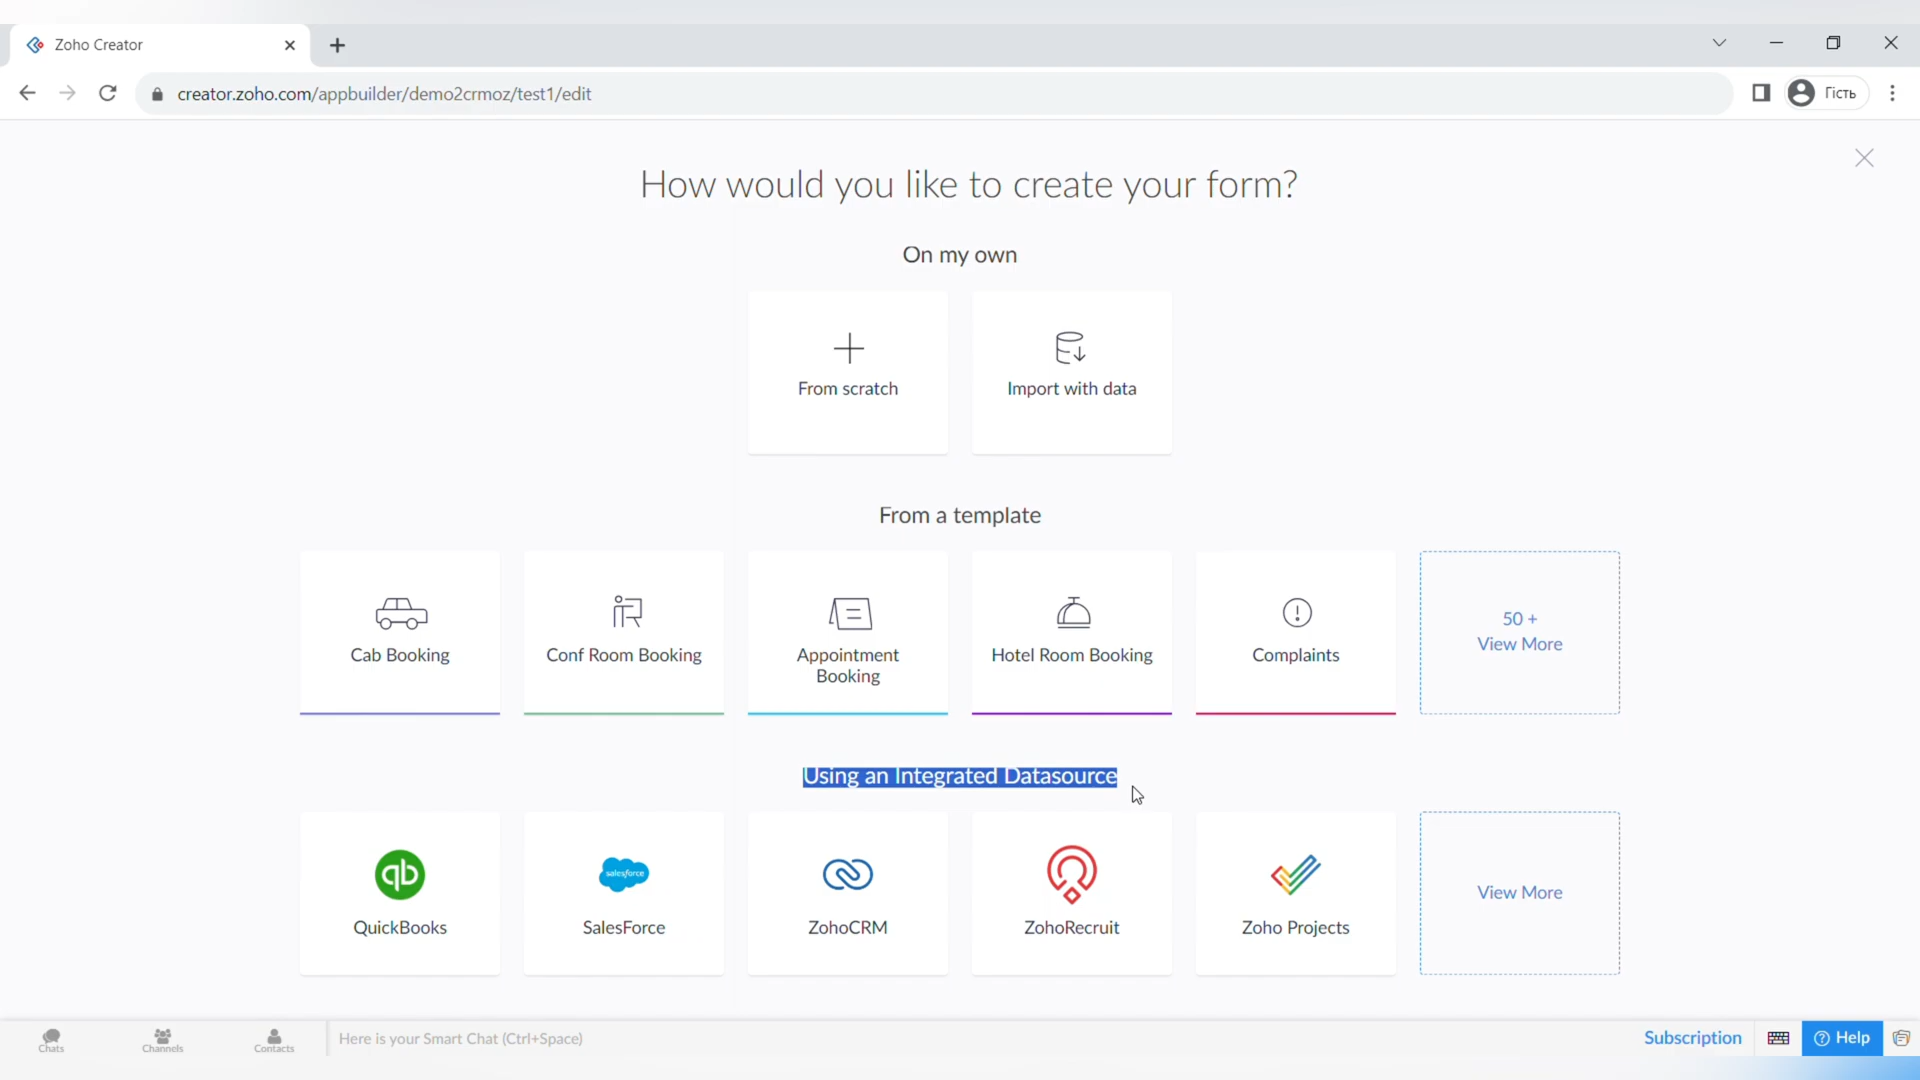 Zoho Creator
creator.zoho.com/appbuilder/demo2crmoz/test1/edit
Гість
How would you like to create your form?
On my own
From scratch
Import with data
From a template
Cab Booking
Conf Room Booking
Appointment
Booking
Hotel Room Booking
Complaints
50 +
View More
Using an Integrated Datasource
qb
salesforce
QuickBooks
SalesForce
ZohoCRM
ZohoRecruit
Zoho Projects
View More
Chats
Channels
Contacts
Here is your Smart Chat (Ctrl+Space)
Subscription
Help